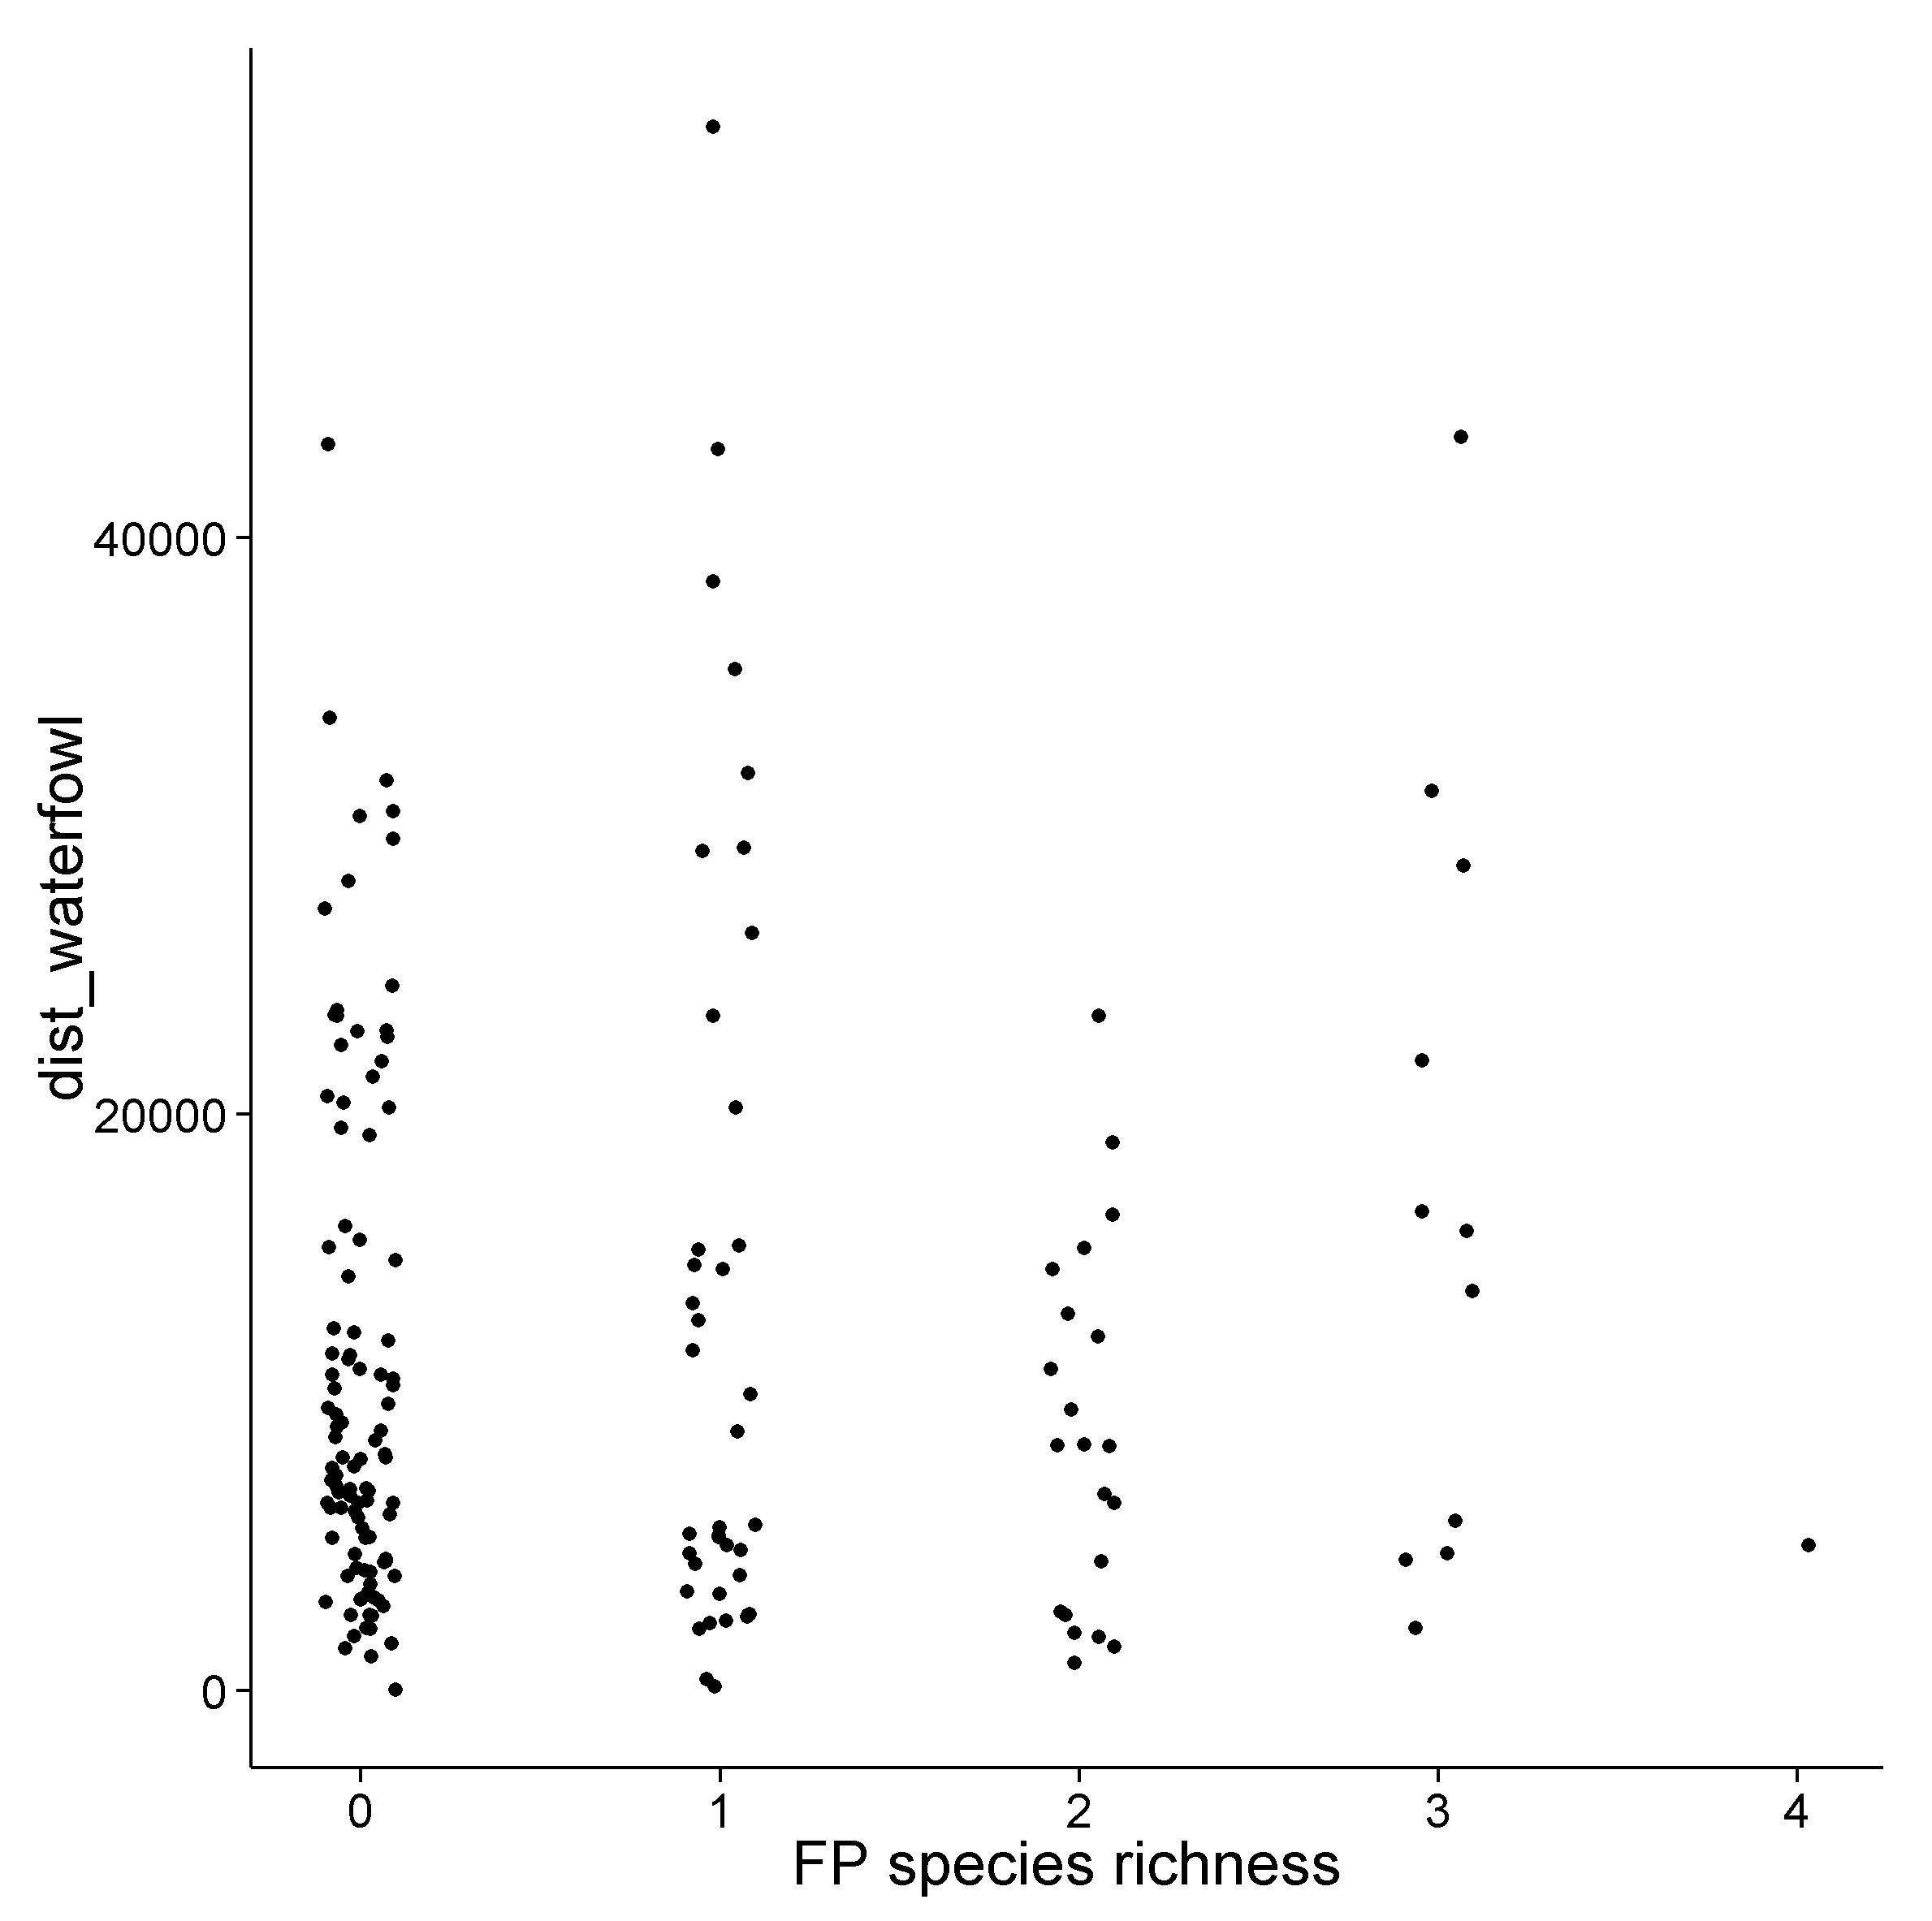 dist_waterfowl
40000
20000
0
0 1 2 3 4
FP species richness